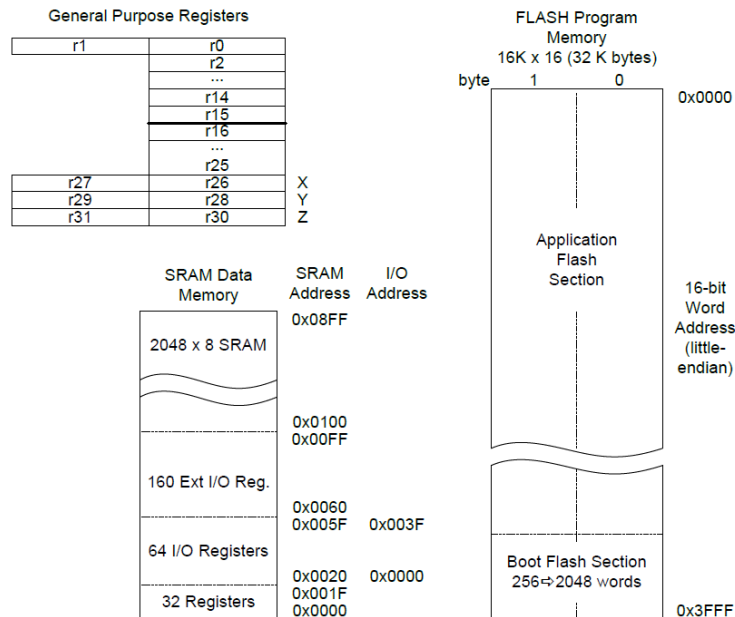 General Purpose Registers
r1 r0
r2
...
r14
r15
r16
...
r25
r27 r26 X
r29 r28 Y
r31 r30 Z
SRAM Data
Memory
SRAM
Address
I/O
Address
0x08FF
2048 x 8 SRAM
0x0100
0x00FF
160 Ext I/O Reg.
0x0060
0x005F 0x003F
64 I/O Registers
0x0020 0x0000
0x001F
32 Registers
0x0000
FLASH Program
Memory
16K x 16 (32 K bytes)
byte 1 0
0x0000
Application
Flash
Section
16-bit
Word
Address
(little-
endian)
Boot Flash Section
256⇨2048 words
0x3FFF